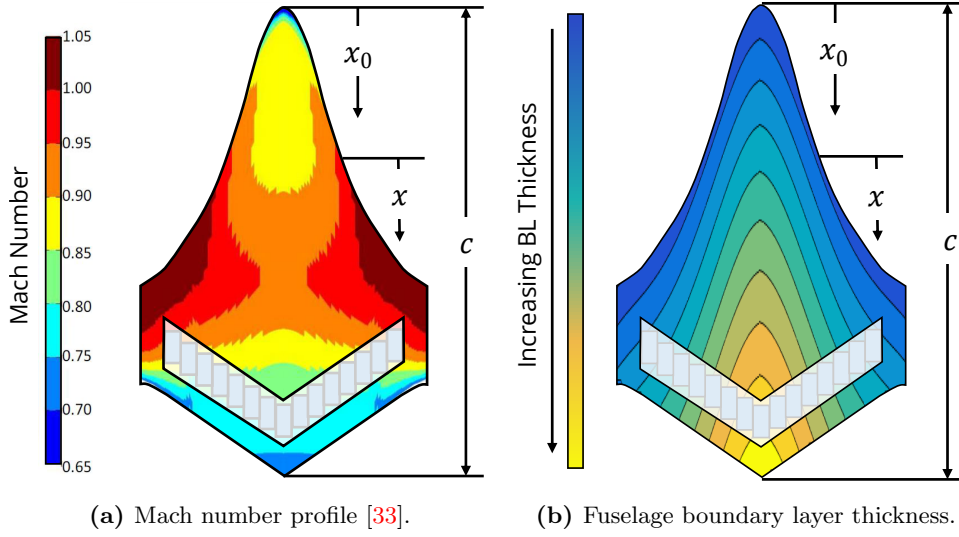 Mach Number
1.05
1.00
0.95
0.90
0.85
0.80
0.75
0.70
0.65
x₀
x
c
(a) Mach number profile [33].
Increasing BL Thickness
x₀
x
c
(b) Fuselage boundary layer thickness.